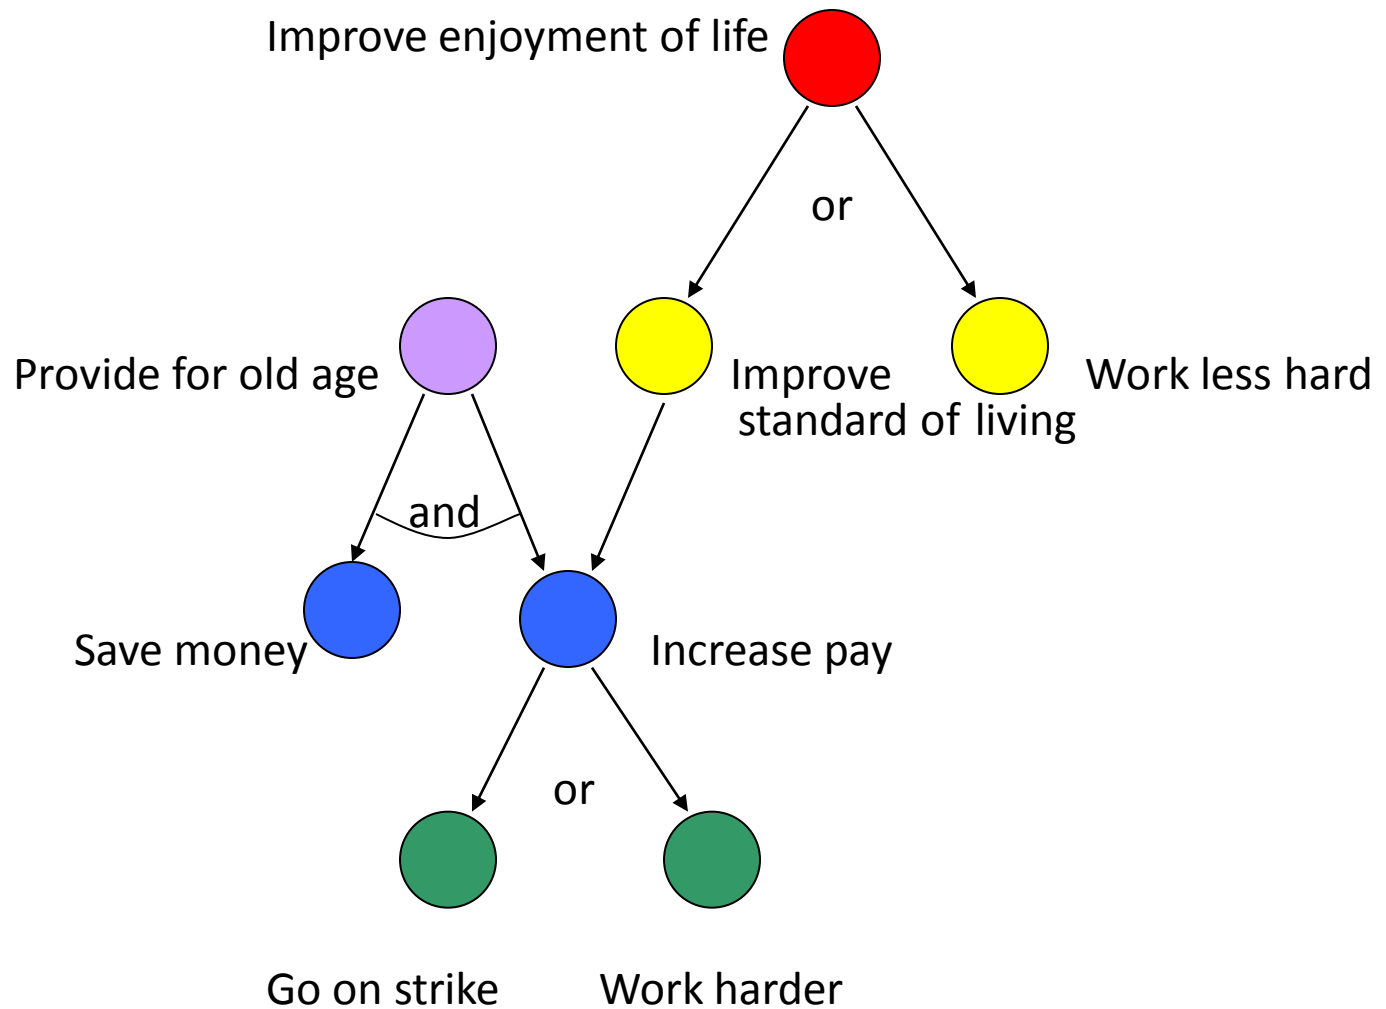 Improve enjoyment of life
or
Provide for old age
Improve
standard of living
Work less hard
and
Save money
Increase pay
or
Go on strike
Work harder